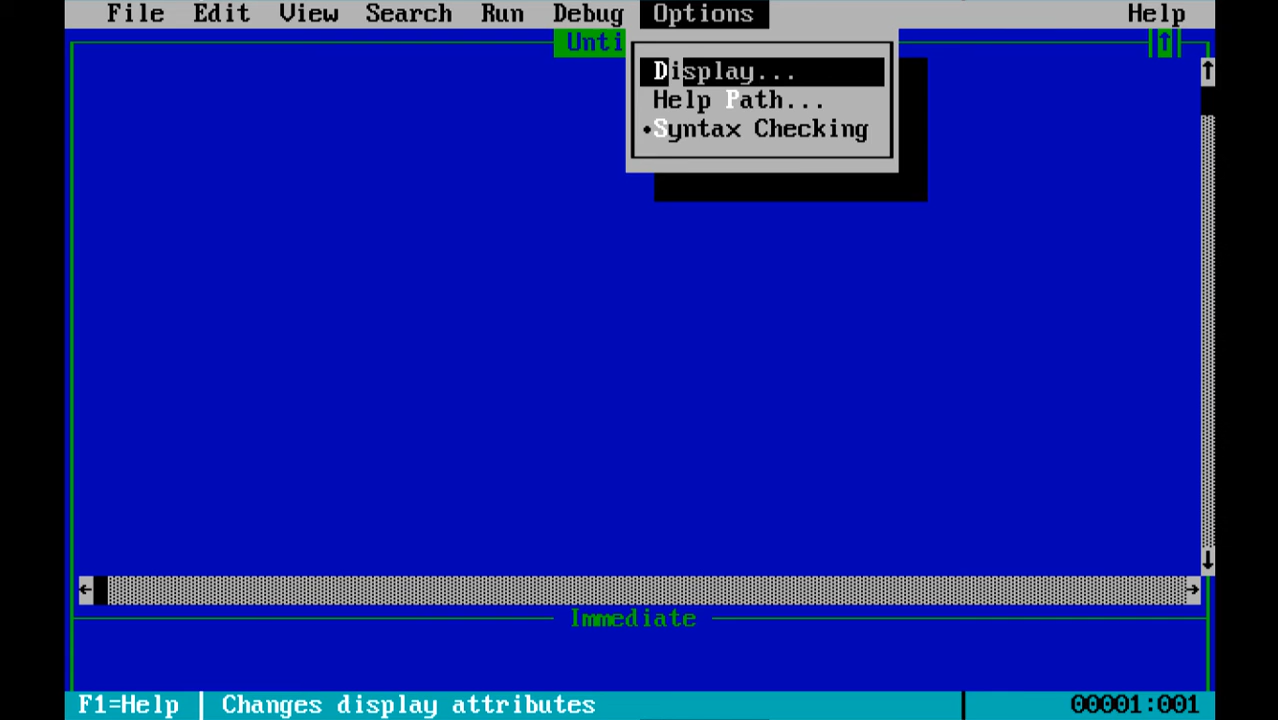 File Edit View Search Run Debug Options Help
Unti
Display...
Help Path...
•Syntax Checking
Immediate
F1=Help Changes display attributes 00001:001